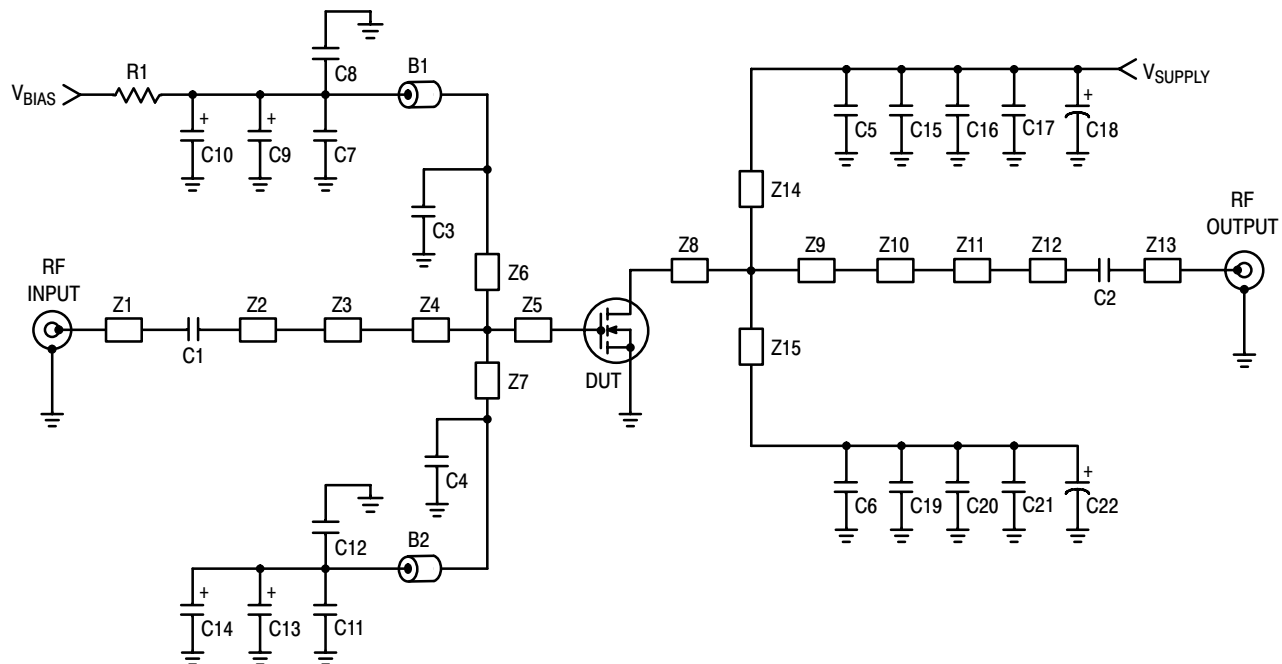 C8
B1
R1
V_BIAS
+
C10
+
C9
C7
C3
V_SUPPLY
+
C5
C15
C16
C17
C18
Z14
RF
OUTPUT
Z6
Z8
Z9
Z10
Z11
Z12
C2
Z13
RF
INPUT
Z1
C1
Z2
Z3
Z4
Z5
DUT
Z7
Z15
C4
C12
B2
+
C14
+
C13
C11
+
C6
C19
C20
C21
C22